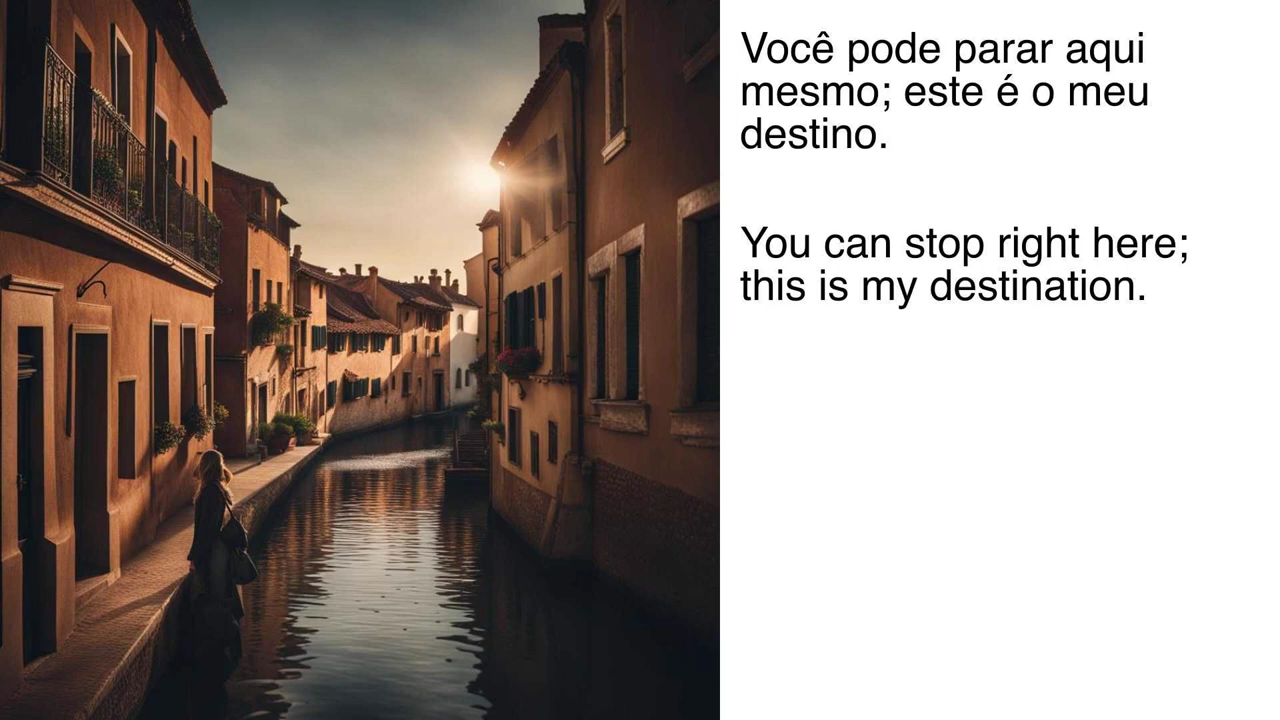 Você pode parar aqui
mesmo; este é o meu
destino.
You can stop right here;
this is my destination.